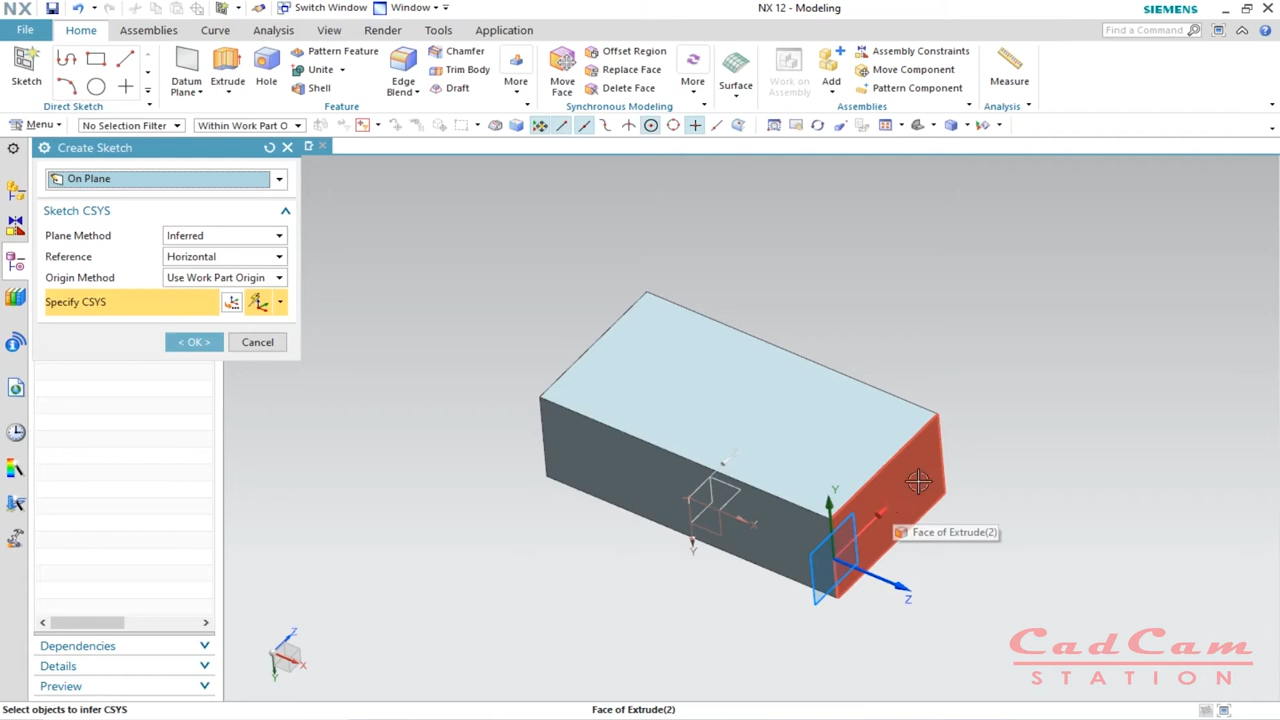 NX
Switch Window
Window
NX 12 - Modeling
SIEMENS
File
Home
Assemblies
Curve
Analysis
View
Render
Tools
Application
Find a Command
Sketch
Direct Sketch
Datum Plane
Extrude
Hole
Pattern Feature
Unite
Shell
Edge Blend
Chamfer
Trim Body
Draft
More
Feature
Move Face
Offset Region
Replace Face
Delete Face
More
Synchronous Modeling
Surface
Work on Assembly
Add
Assembly Constraints
Move Component
Pattern Component
Assemblies
Measure
Analysis
Menu
No Selection Filter
Within Work Part O
Create Sketch
On Plane
Sketch CSYS
Plane Method
Inferred
Reference
Horizontal
Origin Method
Use Work Part Origin
Specify CSYS
< OK >
Cancel
Z
X
Y
Y
Z
Face of Extrude(2)
Dependencies
Details
Preview
Z
X
Y
CadCam
STATION
Select objects to infer CSYS
Face of Extrude(2)